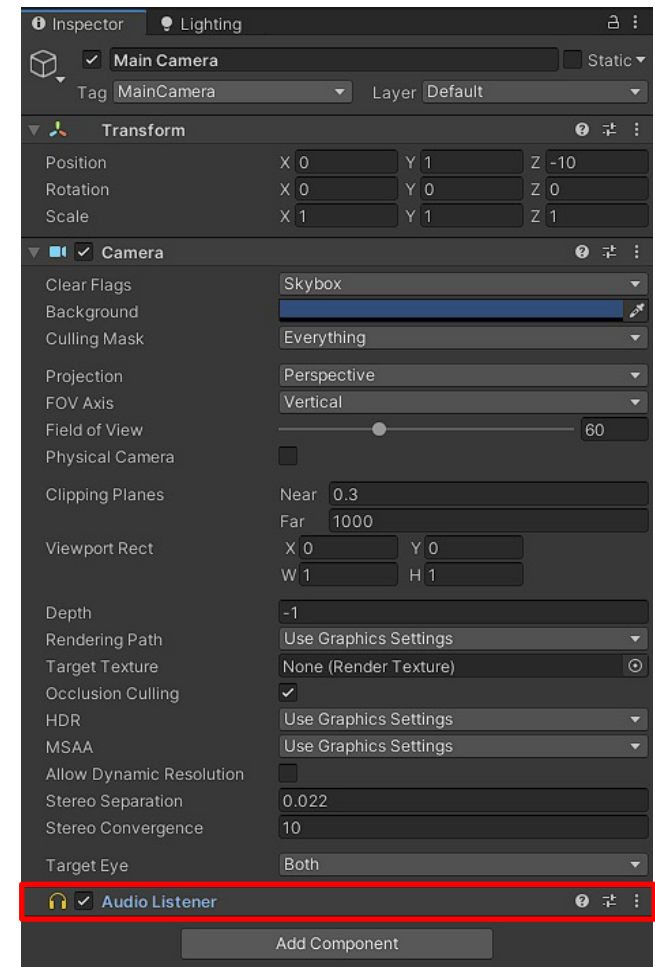 Inspector Lighting
Main Camera Static
Tag MainCamera Layer Default
Transform
Position X 0 Y 1 Z -10
Rotation X 0 Y 0 Z 0
Scale X 1 Y 1 Z 1
Camera
Clear Flags Skybox
Background
Culling Mask Everything
Projection Perspective
FOV Axis Vertical
Field of View 60
Physical Camera
Clipping Planes Near 0.3
Far 1000
Viewport Rect X 0 Y 0
W 1 H 1
Depth -1
Rendering Path Use Graphics Settings
Target Texture None (Render Texture)
Occlusion Culling
HDR Use Graphics Settings
MSAA Use Graphics Settings
Allow Dynamic Resolution
Stereo Separation 0.022
Stereo Convergence 10
Target Eye Both
Audio Listener
Add Component